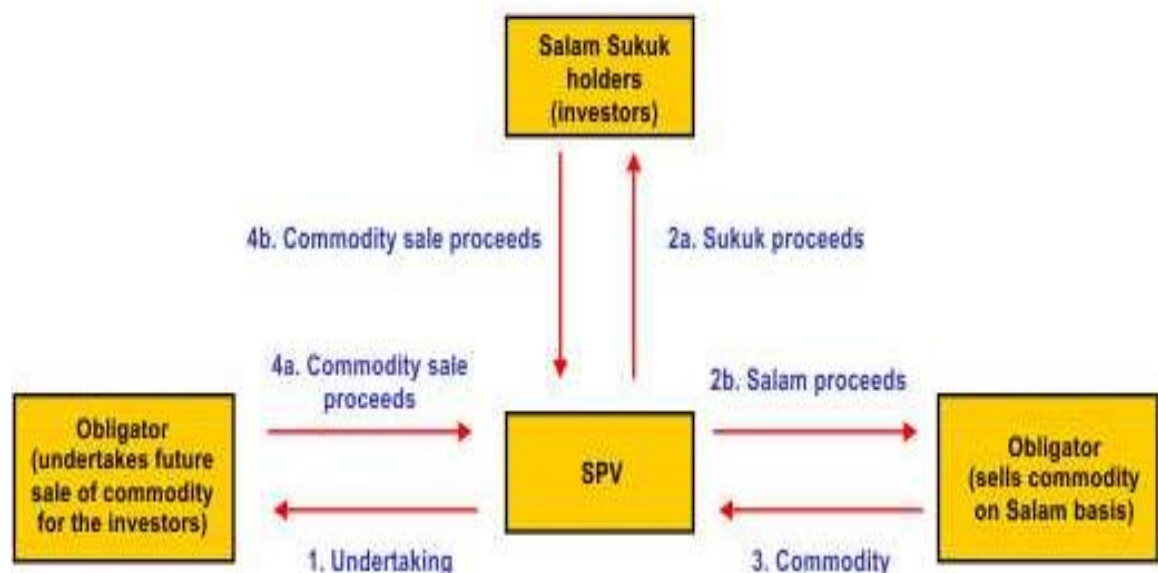 Salam Sukuk
holders
(investors)
4b. Commodity sale proceeds
2a. Sukuk proceeds
4a. Commodity sale
proceeds
2b. Salam proceeds
Obligator
(undertakes future
sale of commodity
for the investors)
SPV
Obligator
(sells commodity
on Salam basis)
1. Undertaking
3. Commodity